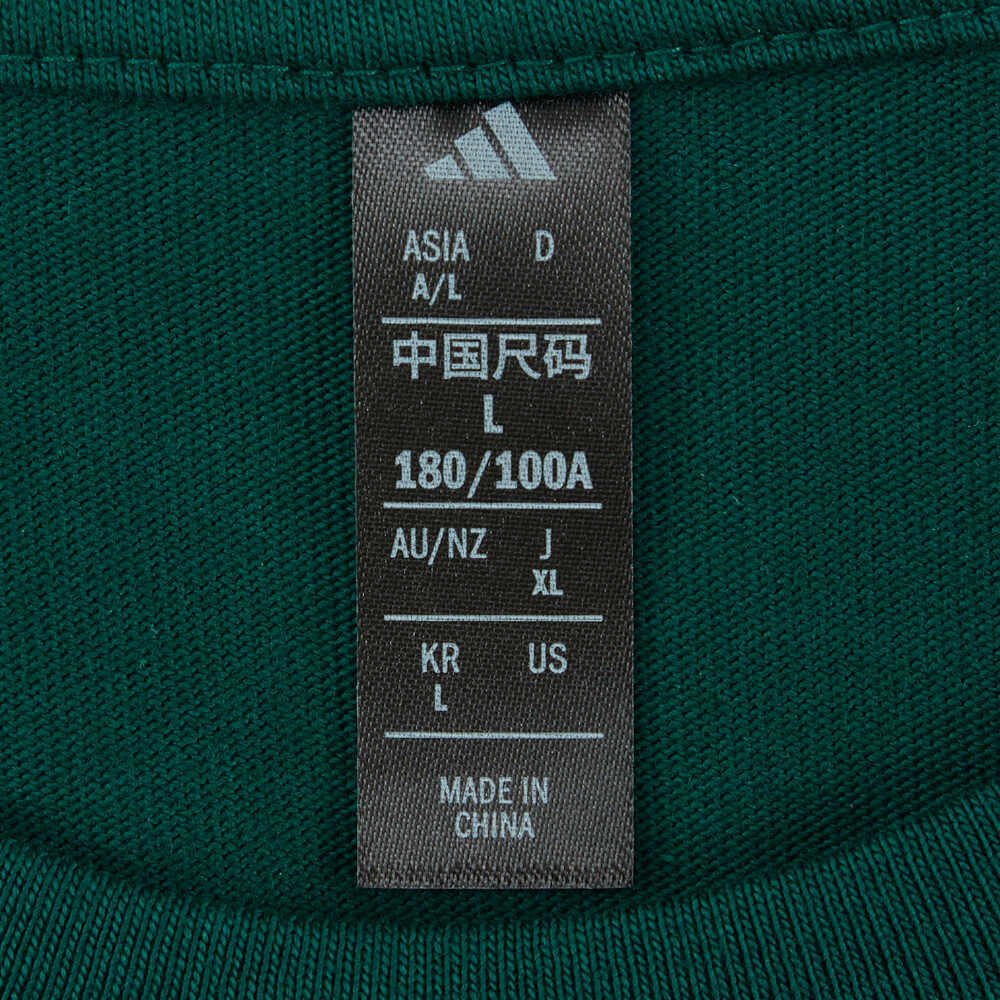 ASIA D
A/L
中国尺码
L
180/100A
AU/NZ J
XL
KR US
L
MADE IN
CHINA